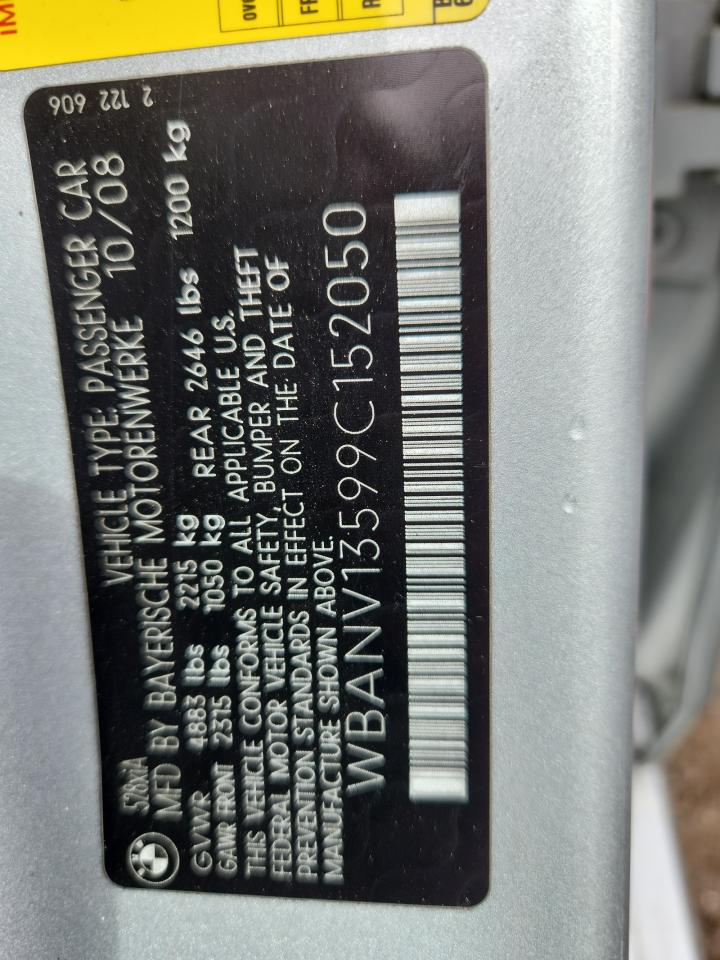 528xiA
VEHICLE TYPE: PASSENGER CAR
MFD BY BAYERISCHE MOTORENWERKE 10/08
GVWR 4883 lbs 2215 kg
GAWR FRONT 2315 lbs 1050 kg REAR 2646 lbs 1200 kg
THIS VEHICLE CONFORMS TO ALL APPLICABLE U.S.
FEDERAL MOTOR VEHICLE SAFETY, BUMPER AND THEFT
PREVENTION STANDARDS IN EFFECT ON THE DATE OF
MANUFACTURE SHOWN ABOVE.
WBANV13599C152050
2 122 606